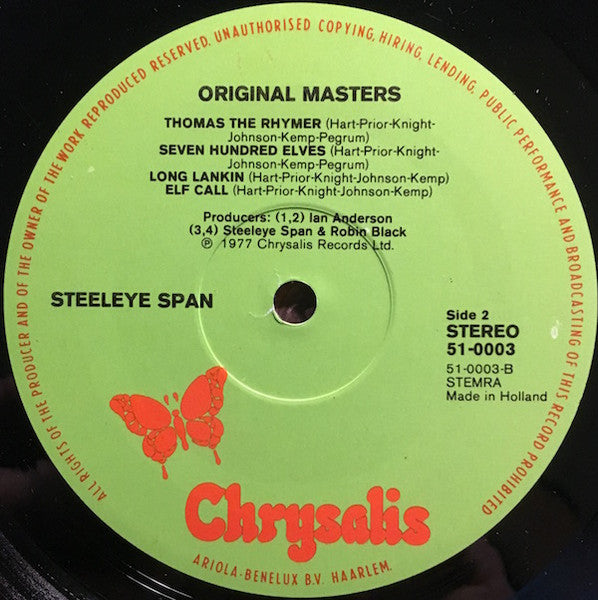 ALL RIGHTS OF THE PRODUCER AND OF THE OWNER OF THE WORK REPRODUCED RESERVED. UNAUTHORISED COPYING, HIRING, LENDING, PUBLIC PERFORMANCE AND BROADCASTING OF THIS RECORD PROHIBITED
ORIGINAL MASTERS
THOMAS THE RHYMER (Hart-Prior-Knight-
Johnson-Kemp-Pegrum)
SEVEN HUNDRED ELVES (Hart-Prior-Knight-
Johnson-Kemp-Pegrum)
LONG LANKIN (Hart-Prior-Knight-Johnson-Kemp)
ELF CALL (Hart-Prior-Knight-Johnson-Kemp)
Producers: (1,2) Ian Anderson
(3,4) Steeleye Span & Robin Black
℗ 1977 Chrysalis Records Ltd.
STEELEYE SPAN
Side 2
STEREO
51-0003
51-0003-B
STEMRA
Made in Holland
Chrysalis
ARIOLA-BENELUX B.V. HAARLEM.